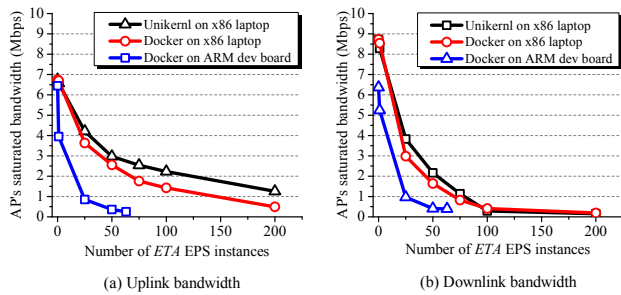 AP's saturated bandwidth (Mbps)
10
9
8
7
6
5
4
3
2
1
0
Unikernl on x86 laptop
Docker on x86 laptop
Docker on ARM dev board
0 50 100 150 200
Number of ETA EPS instances
(a) Uplink bandwidth
AP's saturated bandwidth (Mbps)
10
9
8
7
6
5
4
3
2
1
0
Unikernl on x86 laptop
Docker on x86 laptop
Docker on ARM dev board
0 50 100 150 200
Number of ETA EPS instances
(b) Downlink bandwidth